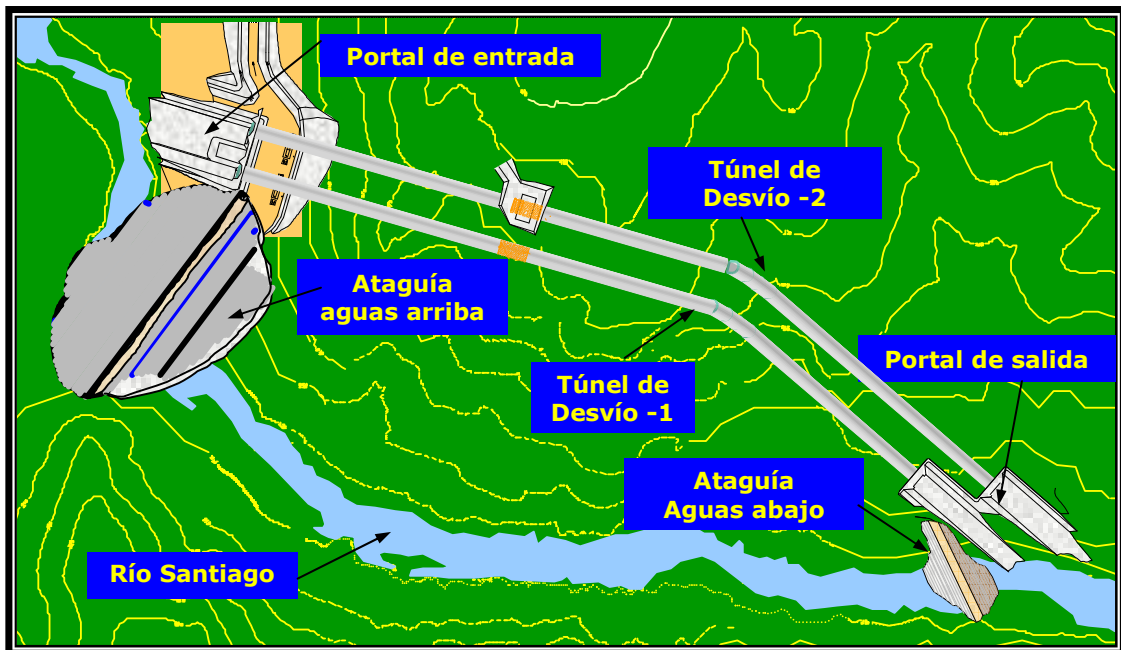 Portal de entrada
Túnel de
Desvío -2
Ataguía
aguas arriba
Portal de salida
Túnel de
Desvío -1
Ataguía
Aguas abajo
Río Santiago